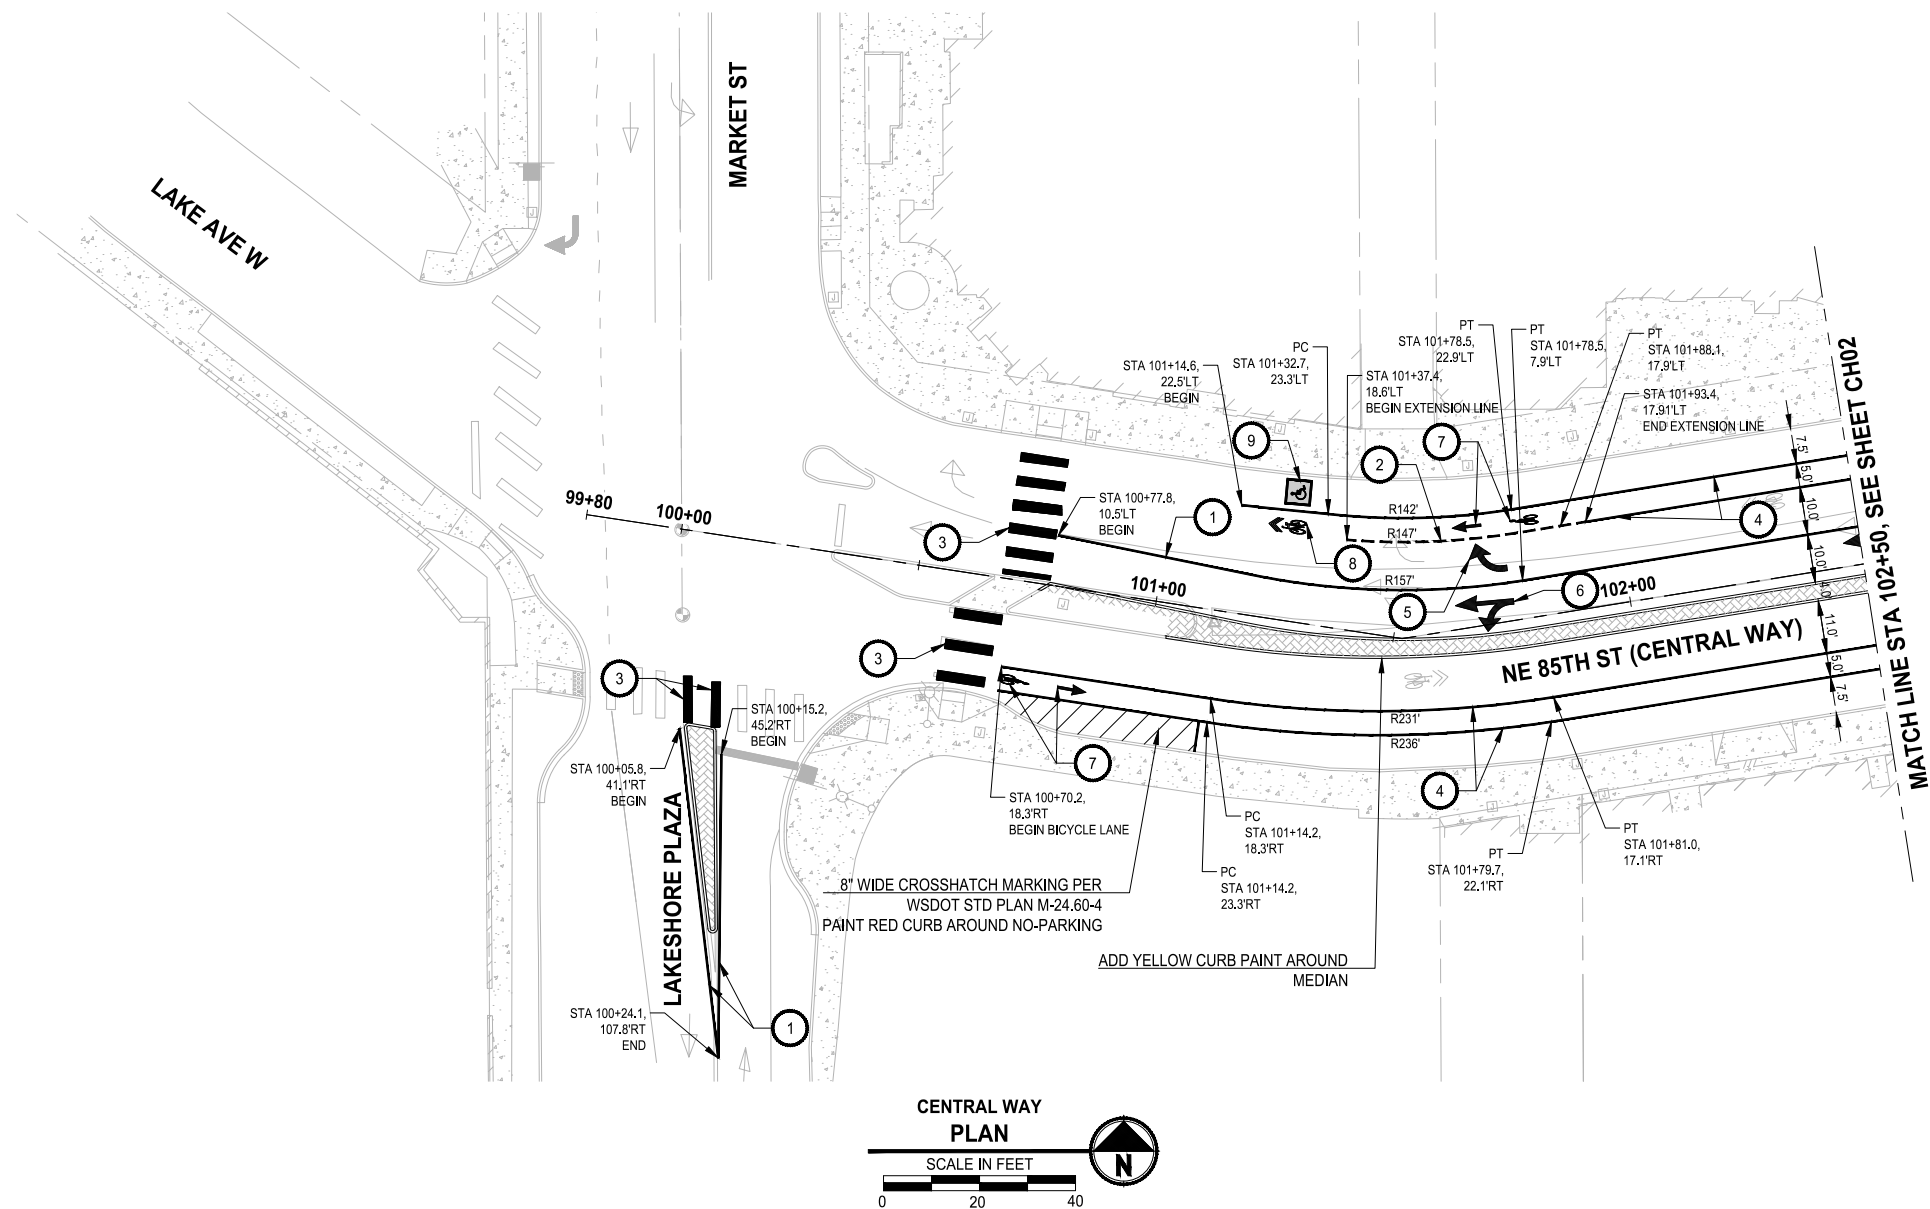 MARKET ST
LAKE AVE W
99+80
100+00
101+00
102+00
STA 101+14.6,
22.5'LT
BEGIN
PC
STA 101+32.7,
23.3'LT
PT
STA 101+78.5,
22.9'LT
PT
STA 101+78.5,
7.9'LT
PT
STA 101+88.1,
17.9'LT
STA 101+37.4,
18.6'LT
BEGIN EXTENSION LINE
STA 101+93.4,
17.91'LT
END EXTENSION LINE
STA 100+77.8,
10.5'LT
BEGIN
9
2
7
1
3
8
4
5
6
R142'
R147'
R157'
7.5'
5.0'
10.0'
10.0'
4.0'
11.0'
5.0'
7.5'
MATCH LINE STA 102+50, SEE SHEET CH02
NE 85TH ST (CENTRAL WAY)
3
3
STA 100+15.2,
45.2'RT
BEGIN
STA 100+05.8,
41.1'RT
BEGIN
LAKESHORE PLAZA
STA 100+24.1,
107.8'RT
END
1
7
R231'
R236'
4
STA 100+70.2,
18.3'RT
BEGIN BICYCLE LANE
PC
STA 101+14.2,
18.3'RT
PC
STA 101+14.2,
23.3'RT
PT
STA 101+79.7,
22.1'RT
PT
STA 101+81.0,
17.1'RT
8" WIDE CROSSHATCH MARKING PER
WSDOT STD PLAN M-24.60-4
PAINT RED CURB AROUND NO-PARKING
ADD YELLOW CURB PAINT AROUND
MEDIAN
CENTRAL WAY
PLAN
N
SCALE IN FEET
0 20 40